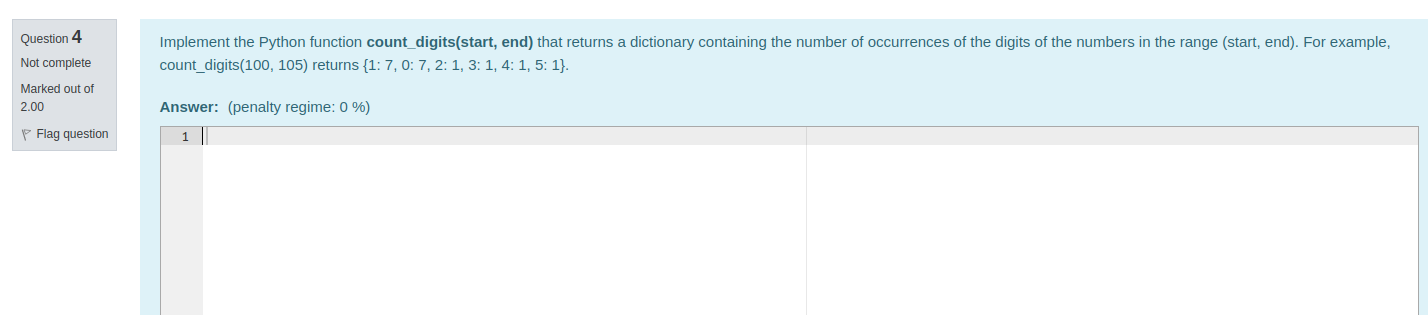 Question 4
Not complete
Marked out of
2.00
Flag question
Implement the Python function count_digits(start, end) that returns a dictionary containing the number of occurrences of the digits of the numbers in the range (start, end). For example,
count_digits(100, 105) returns {1: 7, 0: 7, 2: 1, 3: 1, 4: 1, 5: 1}.
Answer: (penalty regime: 0 %)
1